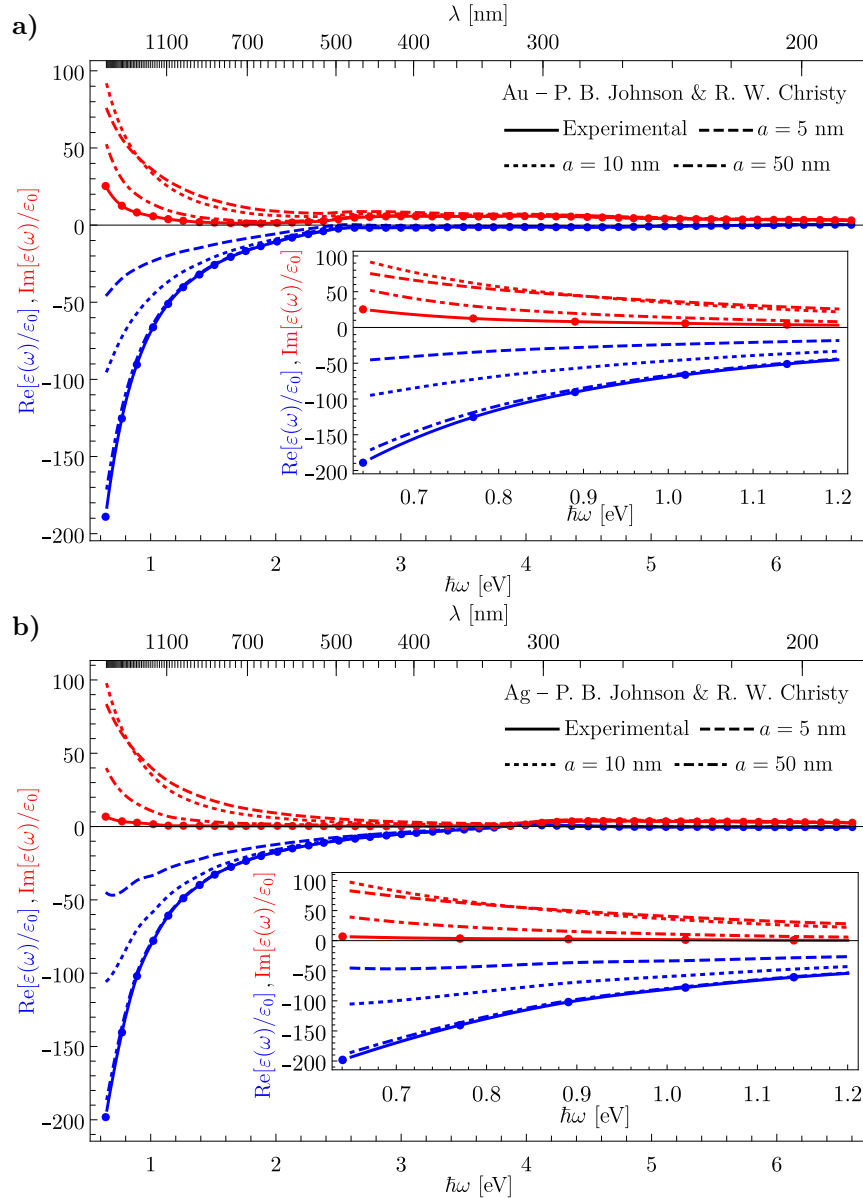 a)
λ [nm]
1100 700 500 400 300 200
Au – P. B. Johnson & R. W. Christy
Experimental a = 5 nm
a = 10 nm a = 50 nm
Re[ε(ω)/ε₀] , Im[ε(ω)/ε₀]
100
50
0
-50
-100
-150
-200
Re[ε(ω)/ε₀] , Im[ε(ω)/ε₀]
100
50
0
-50
-100
-150
-200
0.7 0.8 0.9 1.0 1.1 1.2
ℏω [eV]
1 2 3 4 5 6
ℏω [eV]
b)
λ [nm]
1100 700 500 400 300 200
Ag – P. B. Johnson & R. W. Christy
Experimental a = 5 nm
a = 10 nm a = 50 nm
Re[ε(ω)/ε₀] , Im[ε(ω)/ε₀]
100
50
0
-50
-100
-150
-200
Re[ε(ω)/ε₀] , Im[ε(ω)/ε₀]
100
50
0
-50
-100
-150
-200
0.7 0.8 0.9 1.0 1.1 1.2
ℏω [eV]
1 2 3 4 5 6
ℏω [eV]